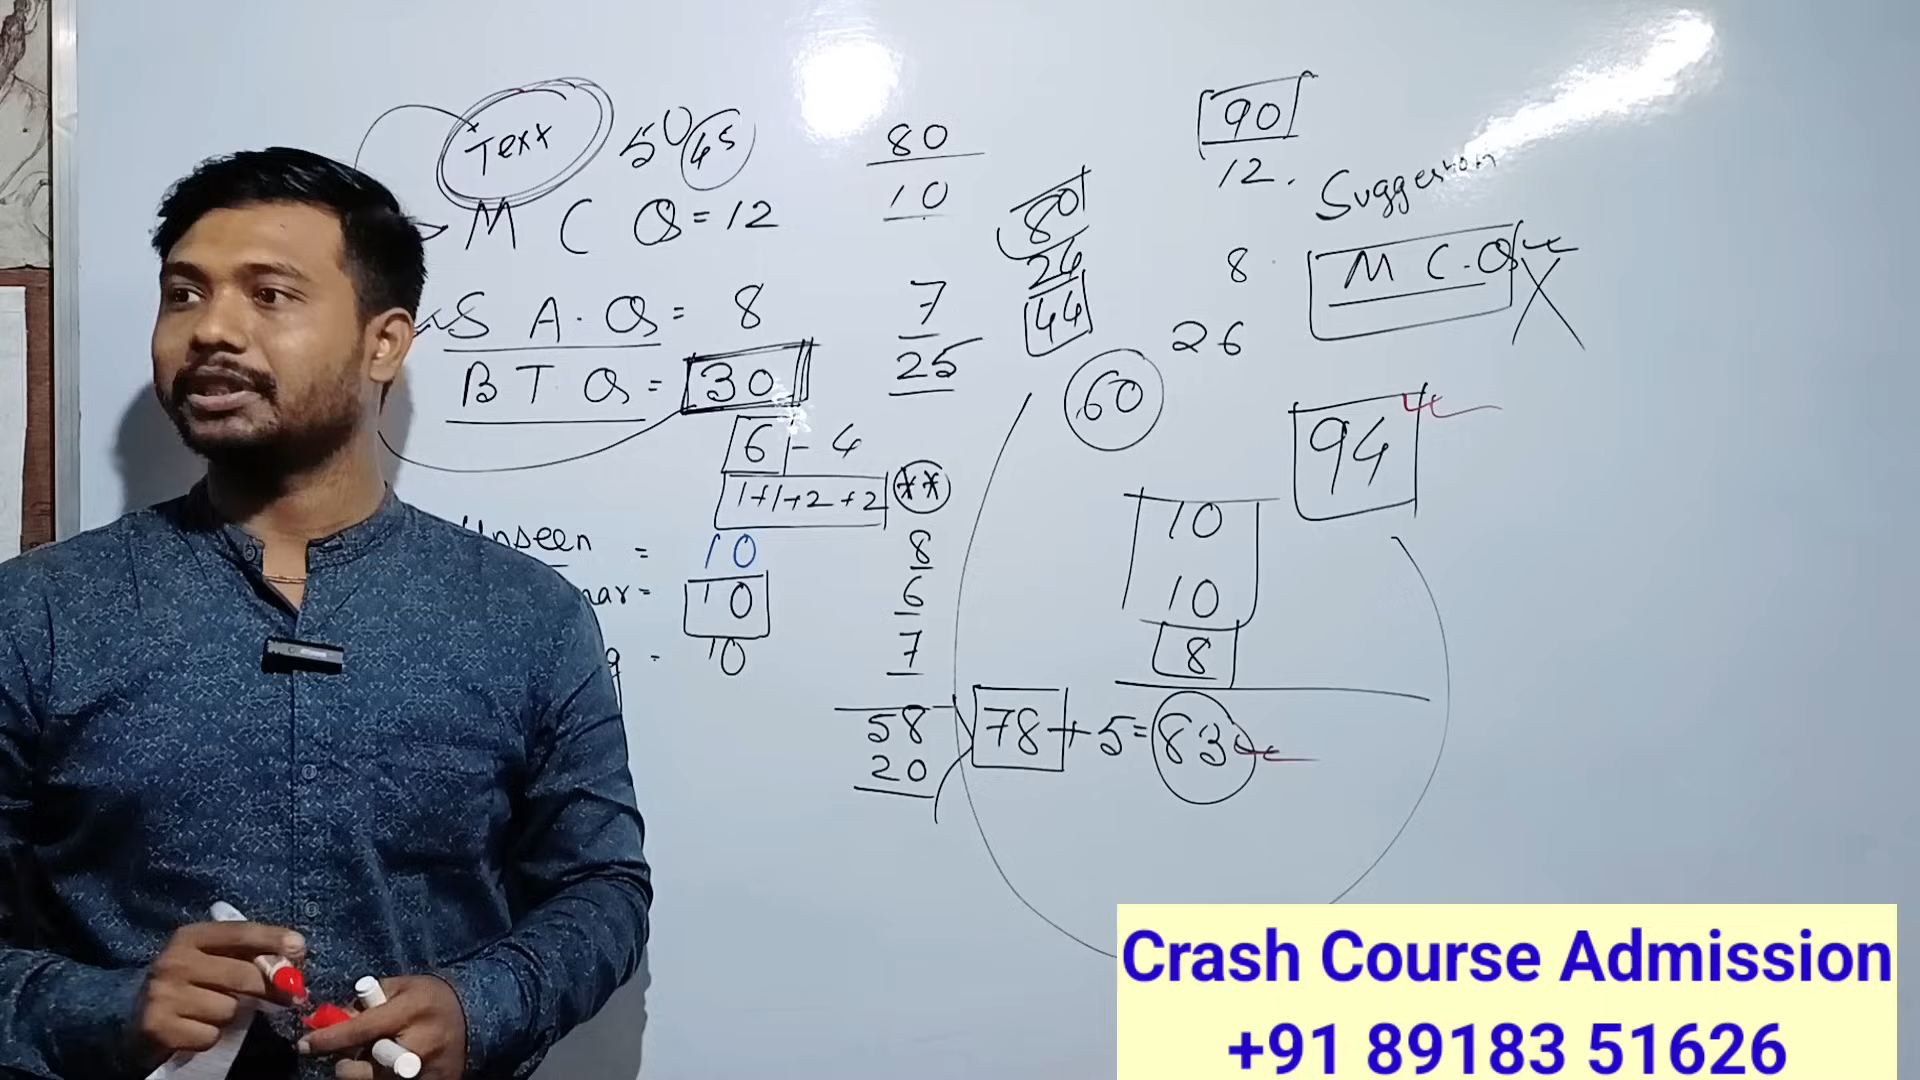 Text 50 45
M C Q = 12
S A. Q = 8
B T Q = 30
6 - 4
1+1+2+2 **
Unseen = 10
mar = 10
g - 10
80
10
7
25
8
6
7
58
20
78 + 5 = 83
80
26
44
60
90
12.
8
26
Suggestion
M C. Q
94
10
10
8
Crash Course Admission
+91 89183 51626